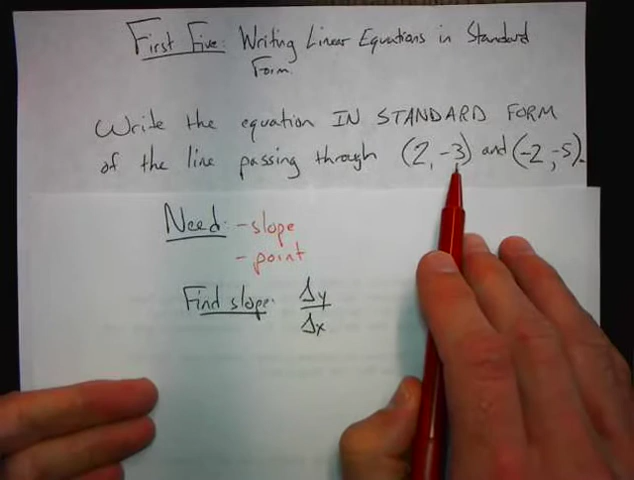 First Five: Writing Linear Equations in Standard
Form.
Write the equation IN STANDARD FORM
of the line passing through (2, -3) and (-2, -5).
Need: - slope
- point
Find slope: Δy
Δx